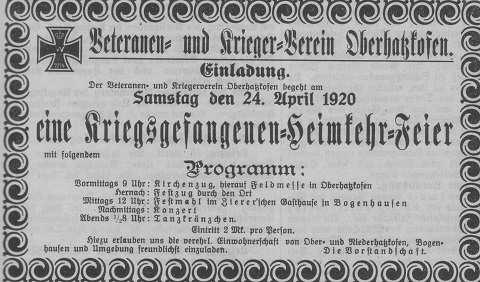 Veteranen- und Krieger-Verein Oberhatzkofen.
Einladung.
Der Veteranen- und Kriegerverein Oberhatzkofen begeht am
Samstag den 24. April 1920
eine Kriegsgefangenen-Heimkehr-Feier
mit folgendem
Programm:
Vormittags 9 Uhr: Kirchenzug, hierauf Feldmesse in Oberhatzkofen
Hernach: Festzug durch den Ort
Mittags 12 Uhr: Festmahl im Zierer'schen Gasthause in Bogenhausen
Nachmittags: Konzert
Abends ½8 Uhr: Tanzkränzchen.
Eintritt 2 Mk. pro Person.
Hiezu erlauben uns die verehrl. Einwohnerschaft von Ober- und Niederhatzkofen, Bogen-
hausen und Umgebung freundlichst einzuladen.
Die Vorstandschaft.